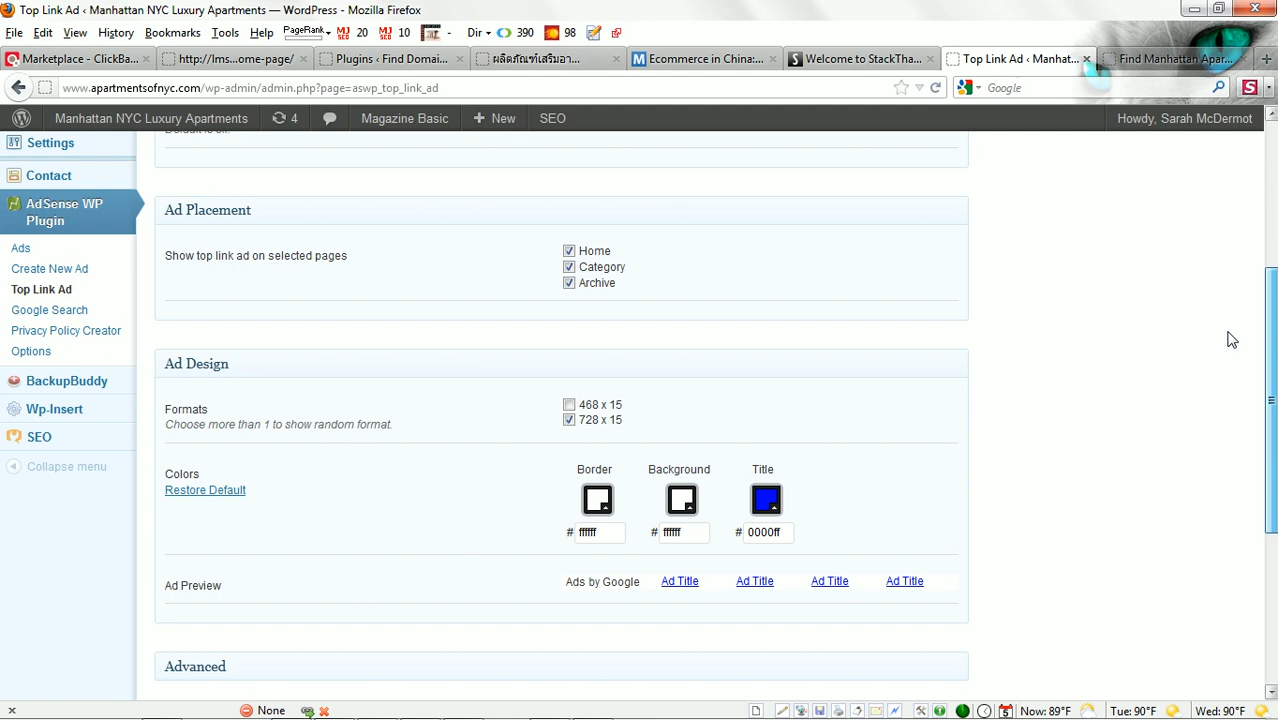 Top Link Ad ‹ Manhattan NYC Luxury Apartments — WordPress - Mozilla Firefox
File Edit View History Bookmarks Tools Help PageRank MJ SEO 20 MJ SEO 10 - Dir - 390 98
Marketplace - ClickBa... × http://lms...om-page/ × Plugins ‹ Find Domai... × ผลิตภัณฑ์เสริมอา... × M Ecommerce in China:... × S Welcome to StackTha... × Top Link Ad ‹ Manhat... × Find Manhattan Apar... × +
www.apartmentsofnyc.com/wp-admin/admin.php?page=aswp_top_link_ad Google S
Manhattan NYC Luxury Apartments 4 Magazine Basic + New SEO Howdy, Sarah McDermot
Settings
Contact
AdSense WP
Plugin
Ads
Create New Ad
Top Link Ad
Google Search
Privacy Policy Creator
Options
BackupBuddy
Wp-Insert
SEO
Collapse menu
Ad Placement
Show top link ad on selected pages
Home
Category
Archive
Ad Design
Formats
Choose more than 1 to show random format.
468 x 15
728 x 15
Colors
Restore Default
Border Background Title
# ffffff # ffffff # 0000ff
Ad Preview
Ads by Google Ad Title Ad Title Ad Title Ad Title
Advanced
× None 5 Now: 89°F Tue: 90°F Wed: 90°F